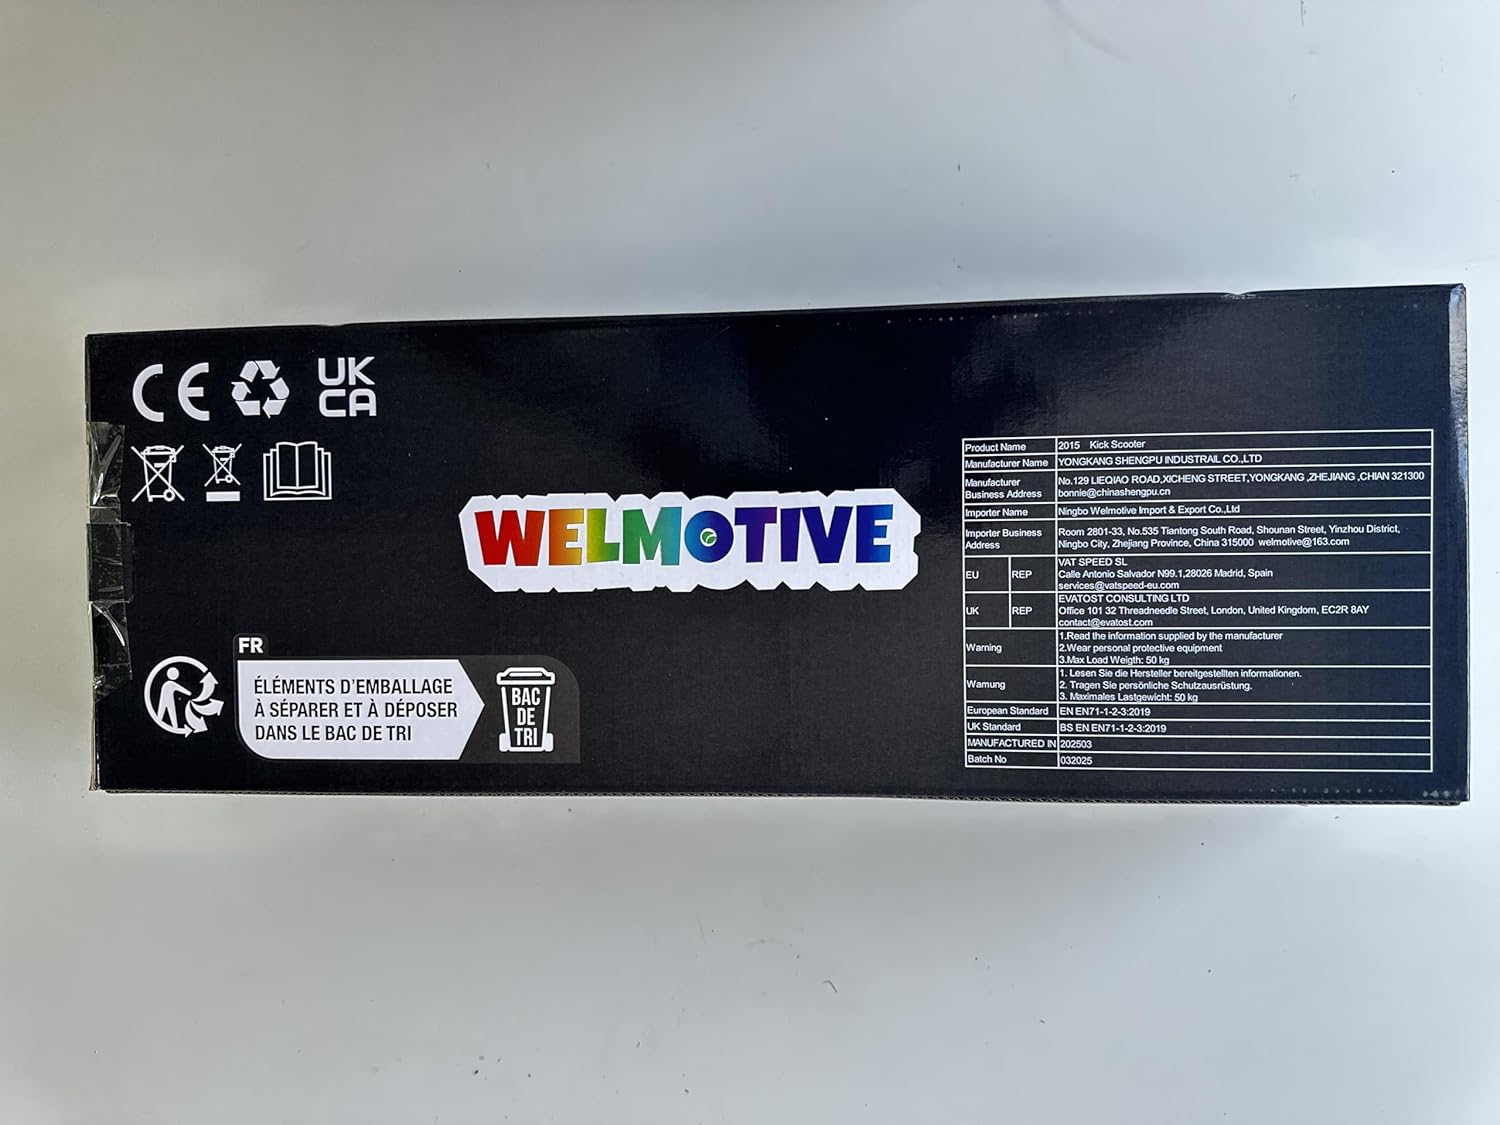 CE
UK
CA
WELMOTIVE
FR
ÉLÉMENTS D'EMBALLAGE
À SÉPARER ET À DÉPOSER
DANS LE BAC DE TRI
BAC
DE
TRI
Product Name 2015 Kick Scooter
Manufacturer Name YONGKANG SHENGPU INDUSTRAIL CO.,LTD
Manufacturer
Business Address
No.129 LIEQIAO ROAD,XICHENG STREET,YONGKANG ,ZHEJIANG ,CHIAN 321300
bonnie@chinashengpu.cn
Importer Name Ningbo Welmotive Import & Export Co.,Ltd
Importer Business
Address
Room 2801-33, No.535 Tiantong South Road, Shounan Street, Yinzhou District,
Ningbo City, Zhejiang Province, China 315000 welmotive@163.com
EU REP
VAT SPEED SL
Calle Antonio Salvador N99.1,28026 Madrid, Spain
services@vatspeed-eu.com
UK REP
EVATOST CONSULTING LTD
Office 101 32 Threadneedle Street, London, United Kingdom, EC2R 8AY
contact@evatost.com
Warning
1.Read the information supplied by the manufacturer
2.Wear personal protective equipment
3.Max Load Weigth: 50 kg
Wamung
1. Lesen Sie die Hersteller bereitgestellten informationen.
2. Tragen Sie persönliche Schutzausrüstung.
3. Maximales Lastgewicht: 50 kg
European Standard EN EN71-1-2-3:2019
UK Standard BS EN EN71-1-2-3:2019
MANUFACTURED IN 202503
Batch No 032025